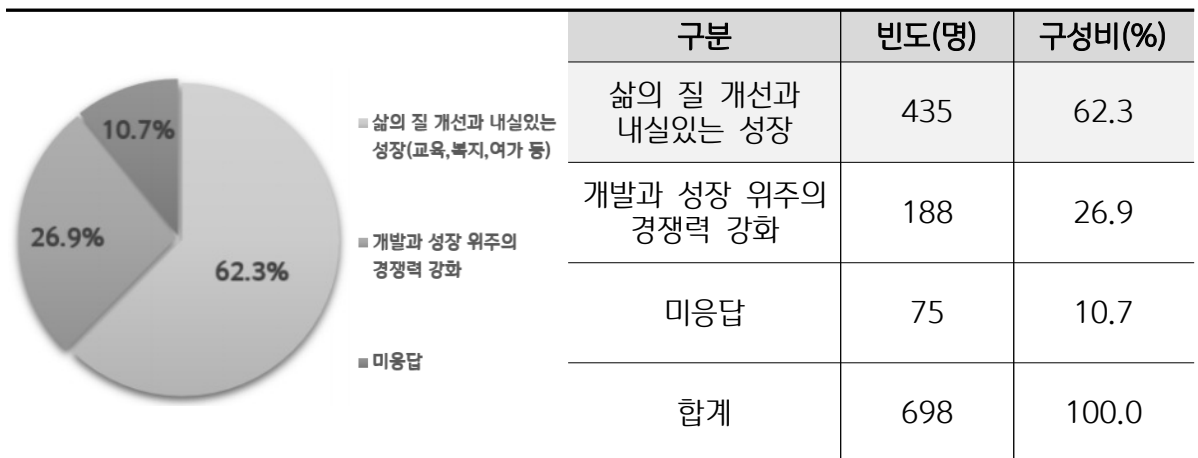 10.7%
26.9%
62.3%
삶의 질 개선과 내실있는
성장(교육,복지,여가 등)
개발과 성장 위주의
경쟁력 강화
미응답
구분 빈도(명) 구성비(%)
삶의 질 개선과
내실있는 성장 435 62.3
개발과 성장 위주의
경쟁력 강화 188 26.9
미응답 75 10.7
합계 698 100.0